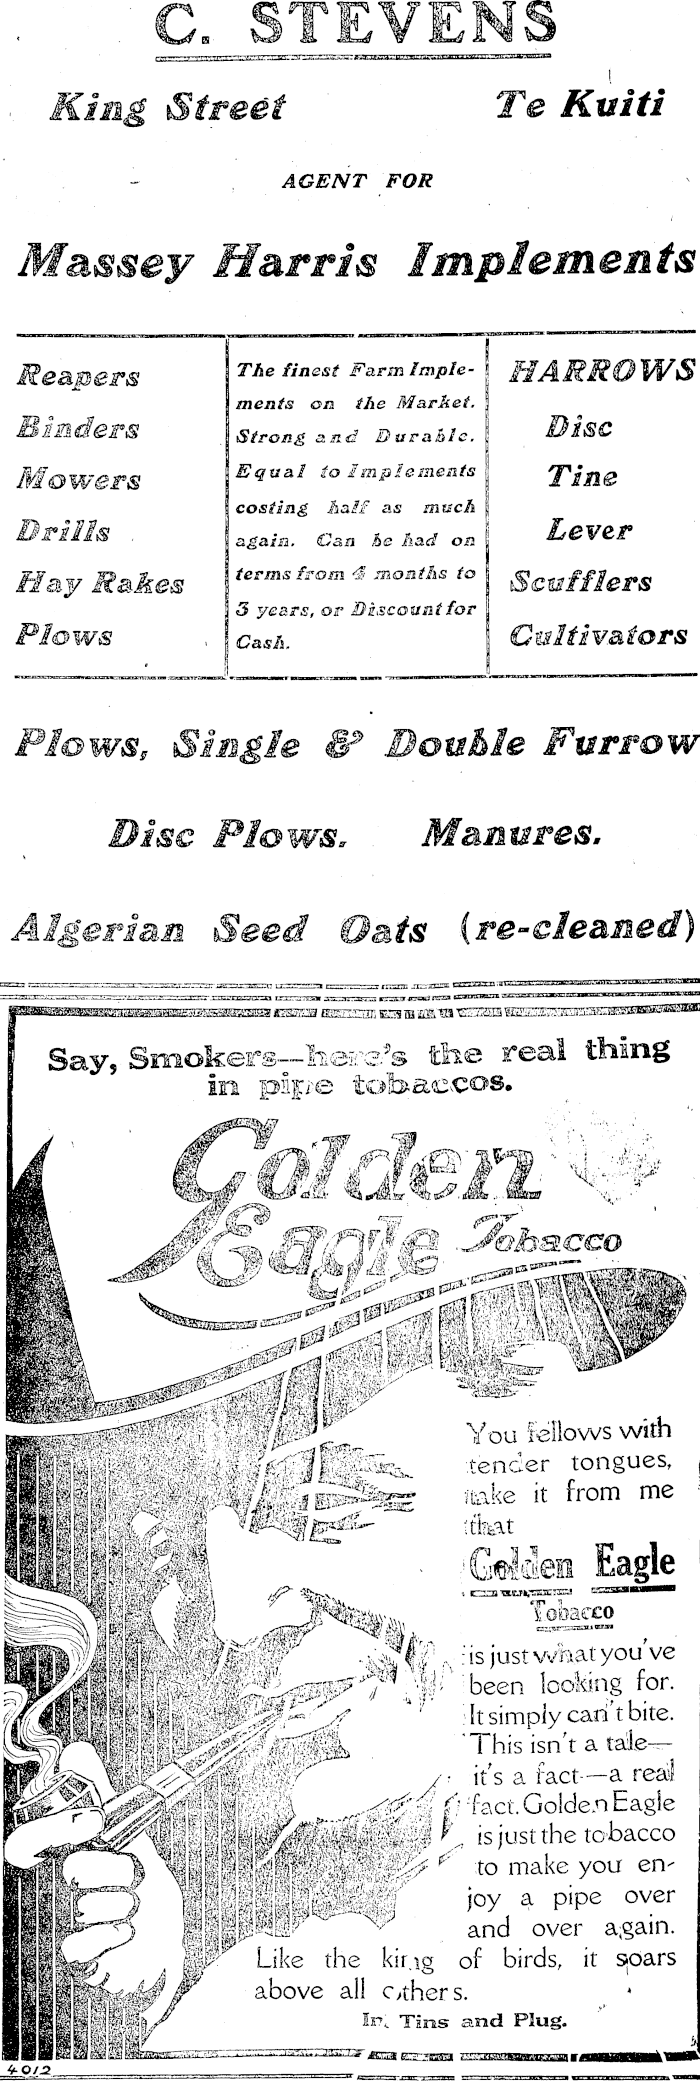 C. STEVENS
King Street Te Kuiti
AGENT FOR
Massey Harris Implements
Reapers
Binders
Mowers
Drills
Hay Rakes
Plows
The finest Farm Imple-
ments on the Market.
Strong and Durable.
Equal to Implements
costing half as much
again. Can be had on
terms from 4 months to
3 years, or Discount for
Cash.
HARROWS
Disc
Tine
Lever
Scufflers
Cultivators
Plows, Single & Double Furrow
Disc Plows. Manures.
Algerian Seed Oats (re-cleaned)
Say, Smokers—here's the real thing
in pipe tobaccos.
Golden
Eagle Tobacco
You fellows with
tender tongues,
take it from me
that
Golden Eagle
Tobacco
is just what you've
been looking for.
It simply can't bite.
This isn't a tale—
it's a fact—a real
fact. Golden Eagle
is just the tobacco
to make you en-
joy a pipe over
and over again.
Like the king of birds, it soars
above all others.
In Tins and Plug.
4012